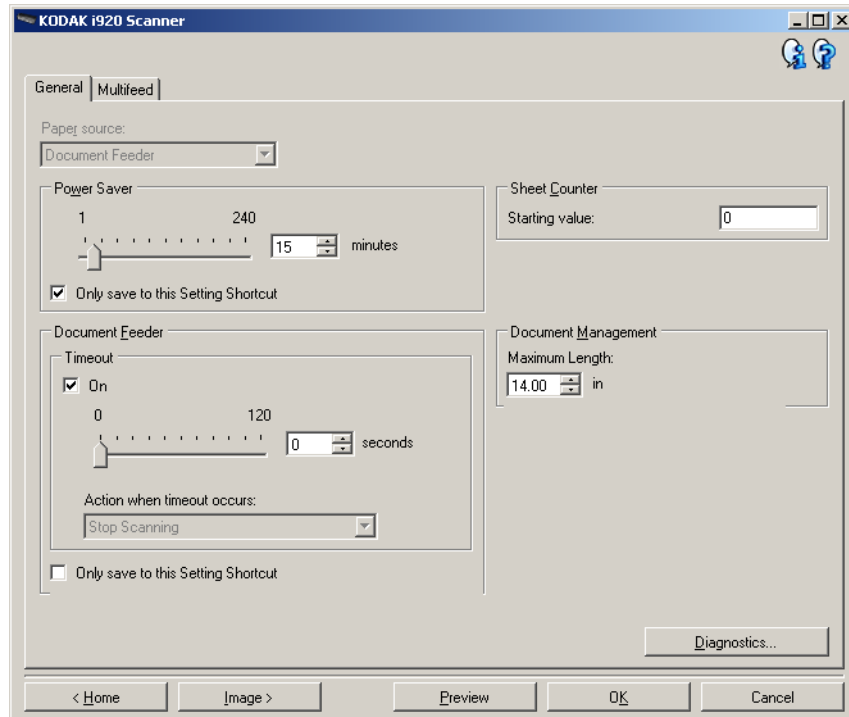 KODAK i920 Scanner
General
Multifeed
Paper source:
Document Feeder
Power Saver
1 240
15 minutes
Only save to this Setting Shortcut
Sheet Counter
Starting value: 0
Document Feeder
Timeout
On
0 120
0 seconds
Action when timeout occurs:
Stop Scanning
Only save to this Setting Shortcut
Document Management
Maximum Length:
14.00 in
Diagnostics...
< Home
Image >
Preview
OK
Cancel